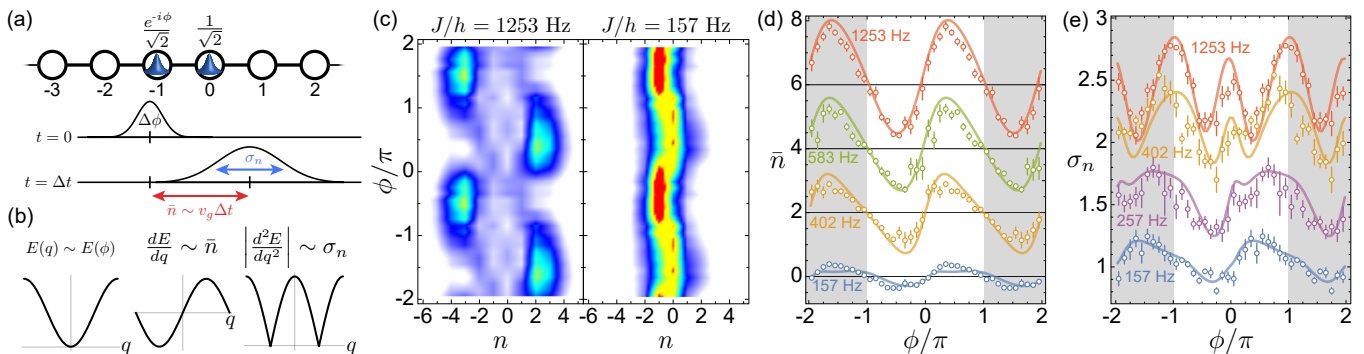 (a)
e^{-iϕ}/√2 1/√2
-3 -2 -1 0 1 2
Δϕ
t = 0
σ_n
t = Δt
n̄ ∼ v_gΔt
(b)
E(q) ∼ E(ϕ) dE/dq ∼ n̄ |d²E/dq²| ∼ σ_n
q q q
(c)
J/h = 1253 Hz J/h = 157 Hz
ϕ/π
2
1
0
-1
-2
-6 -4 -2 0 2 4 -4 -2 0 2 4 6
n n
(d)
n̄
8
6
4
2
0
1253 Hz
583 Hz
402 Hz
157 Hz
-2 -1 0 1 2
ϕ/π
(e)
σ_n
3
2.5
2
1.5
1
1253 Hz
402 Hz
257 Hz
157 Hz
-2 -1 0 1 2
ϕ/π